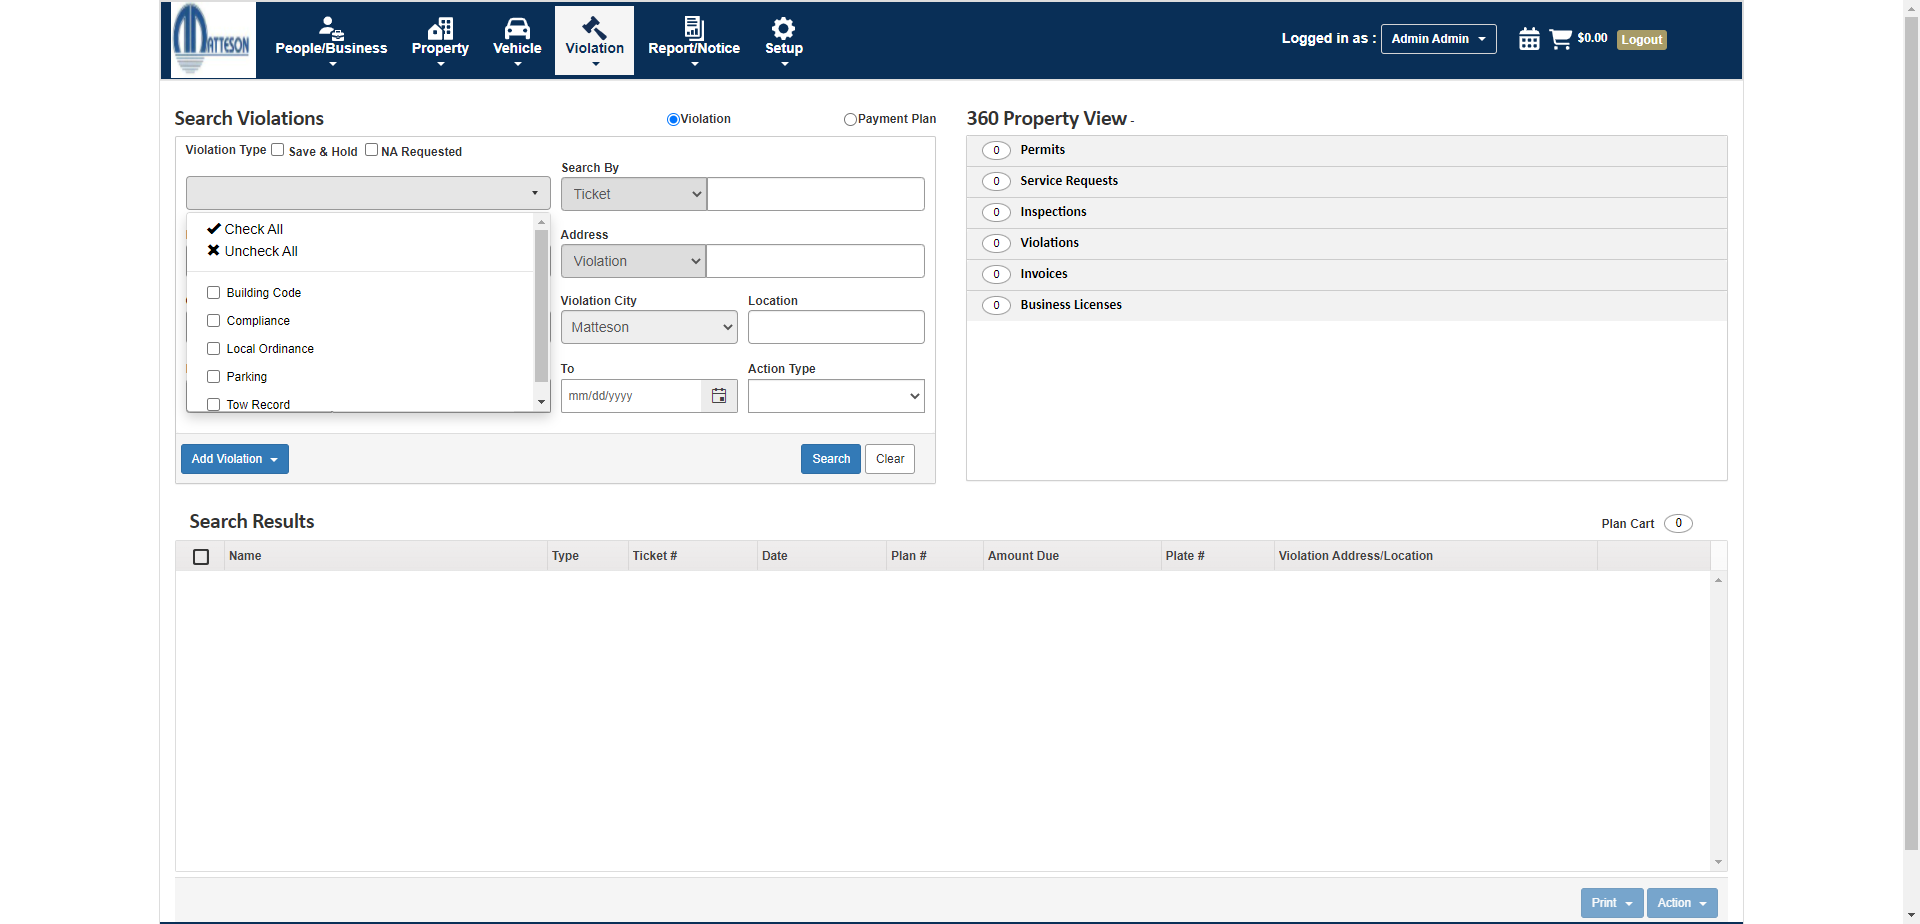 MATTESON
People/Business
Property
Vehicle
Violation
Report/Notice
Setup
Logged in as :
Admin Admin
$0.00
Logout
Search Violations
Violation
Payment Plan
360 Property View -
Violation Type
Save & Hold
NA Requested
Search By
Ticket
Check All
Uncheck All
Building Code
Compliance
Local Ordinance
Parking
Tow Record
Address
Violation
Violation City
Location
Matteson
To
Action Type
mm/dd/yyyy
Add Violation
Search
Clear
0 Permits
0 Service Requests
0 Inspections
0 Violations
0 Invoices
0 Business Licenses
Search Results
Plan Cart 0
Name
Type
Ticket #
Date
Plan #
Amount Due
Plate #
Violation Address/Location
Print
Action